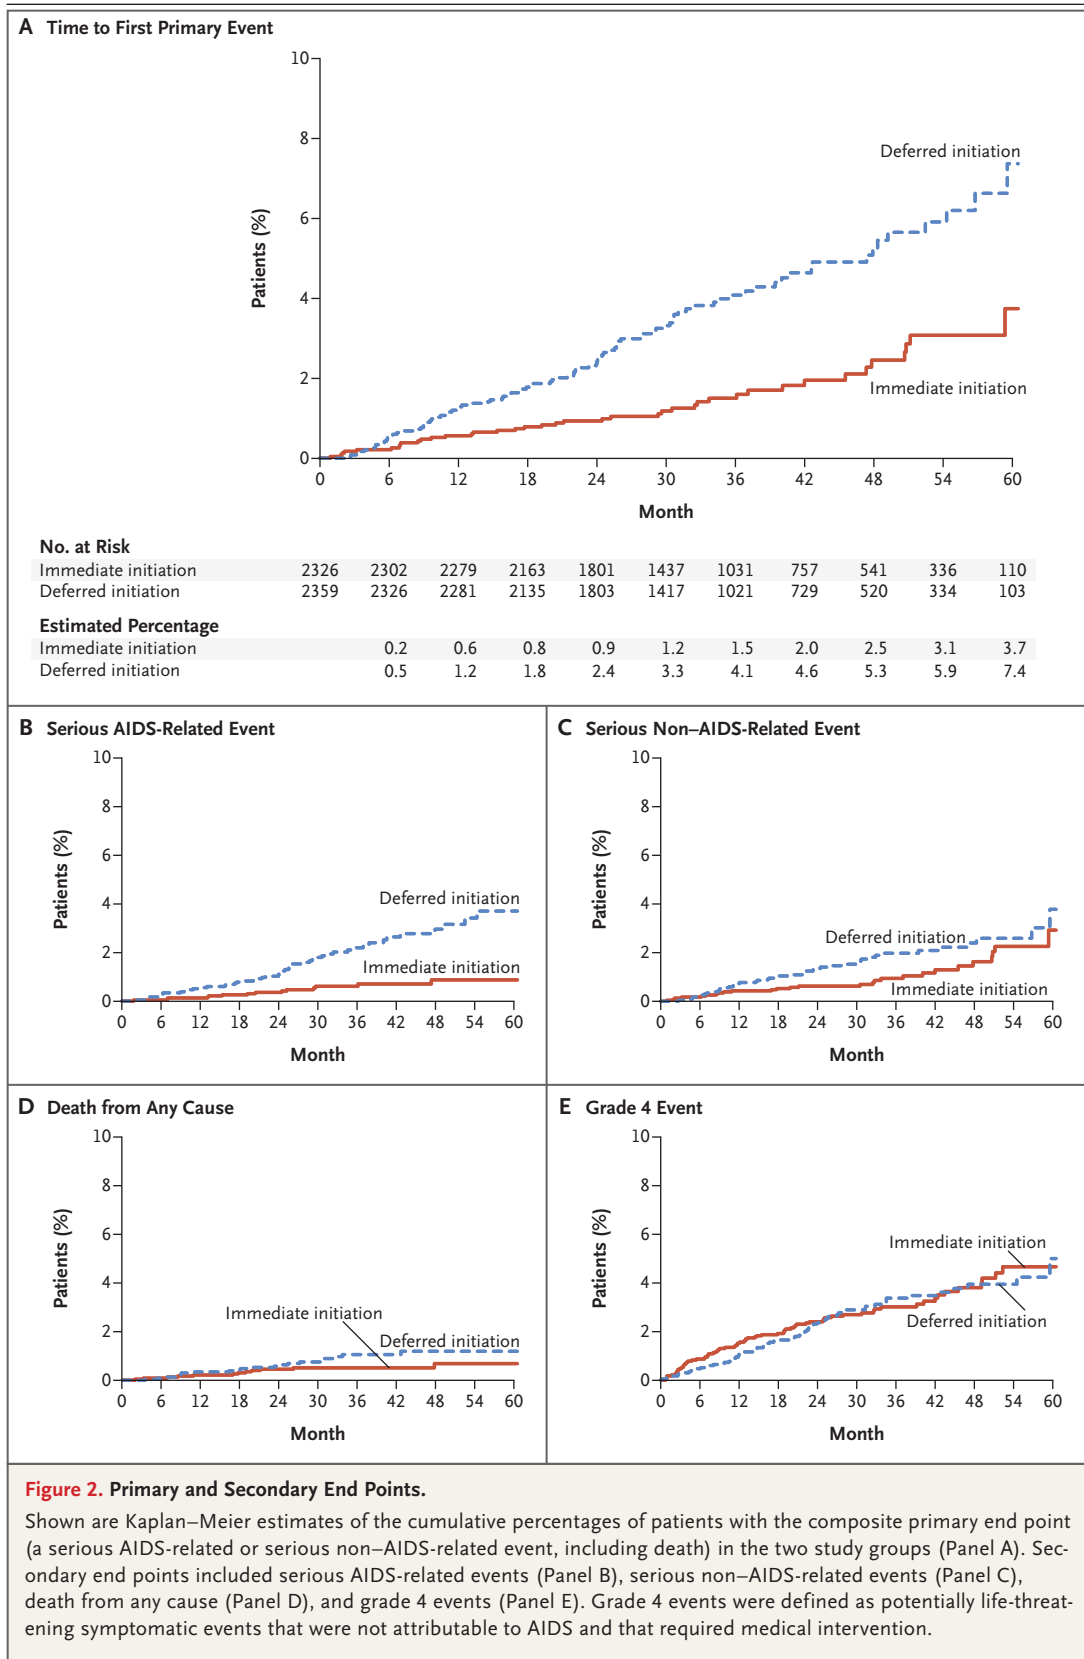 A Time to First Primary Event
10
8
6
4
2
0
Patients (%)
Deferred initiation
Immediate initiation
0 6 12 18 24 30 36 42 48 54 60
Month
No. at Risk
Immediate initiation 2326 2302 2279 2163 1801 1437 1031 757 541 336 110
Deferred initiation 2359 2326 2281 2135 1803 1417 1021 729 520 334 103
Estimated Percentage
Immediate initiation 0.2 0.6 0.8 0.9 1.2 1.5 2.0 2.5 3.1 3.7
Deferred initiation 0.5 1.2 1.8 2.4 3.3 4.1 4.6 5.3 5.9 7.4
B Serious AIDS-Related Event
10
8
6
4
2
0
Patients (%)
Deferred initiation
Immediate initiation
0 6 12 18 24 30 36 42 48 54 60
Month
C Serious Non–AIDS-Related Event
10
8
6
4
2
0
Patients (%)
Deferred initiation
Immediate initiation
0 6 12 18 24 30 36 42 48 54 60
Month
D Death from Any Cause
10
8
6
4
2
0
Patients (%)
Immediate initiation
Deferred initiation
0 6 12 18 24 30 36 42 48 54 60
Month
E Grade 4 Event
10
8
6
4
2
0
Patients (%)
Immediate initiation
Deferred initiation
0 6 12 18 24 30 36 42 48 54 60
Month
Figure 2. Primary and Secondary End Points.
Shown are Kaplan–Meier estimates of the cumulative percentages of patients with the composite primary end point
(a serious AIDS-related or serious non–AIDS-related event, including death) in the two study groups (Panel A). Sec-
ondary end points included serious AIDS-related events (Panel B), serious non–AIDS-related events (Panel C),
death from any cause (Panel D), and grade 4 events (Panel E). Grade 4 events were defined as potentially life-threat-
ening symptomatic events that were not attributable to AIDS and that required medical intervention.